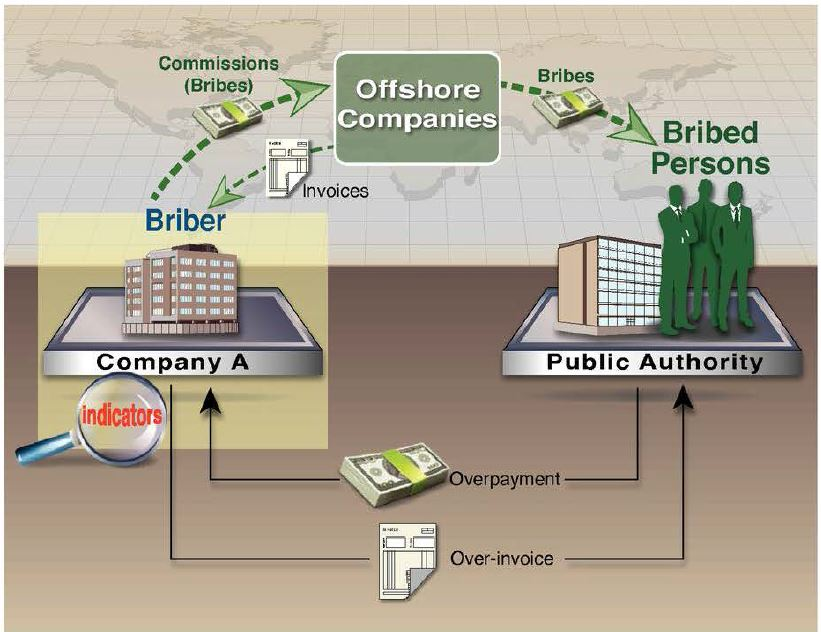 Commissions
(Bribes)
Offshore
Companies
Bribes
Bribed
Persons
Invoices
Briber
Company A
Public Authority
indicators
Overpayment
Over-invoice